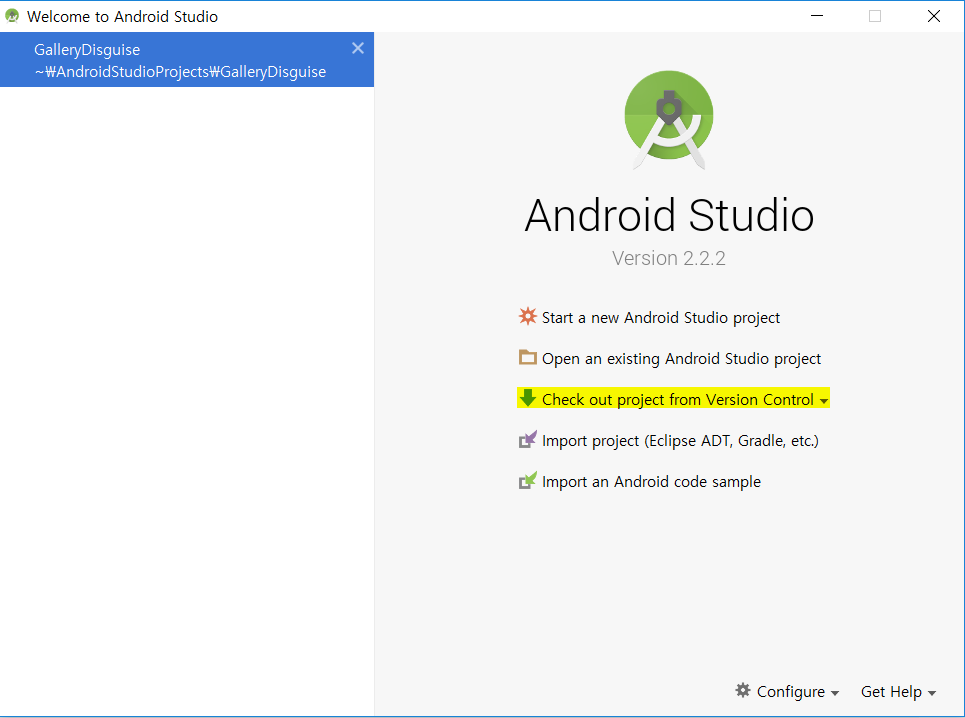 Welcome to Android Studio
GalleryDisguise
~₩AndroidStudioProjects₩GalleryDisguise
Android Studio
Version 2.2.2
Start a new Android Studio project
Open an existing Android Studio project
Check out project from Version Control
Import project (Eclipse ADT, Gradle, etc.)
Import an Android code sample
Configure
Get Help